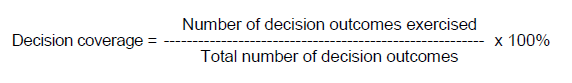 Number of decision outcomes exercised
Decision coverage = ------------------------------------------------------- x 100%
Total number of decision outcomes